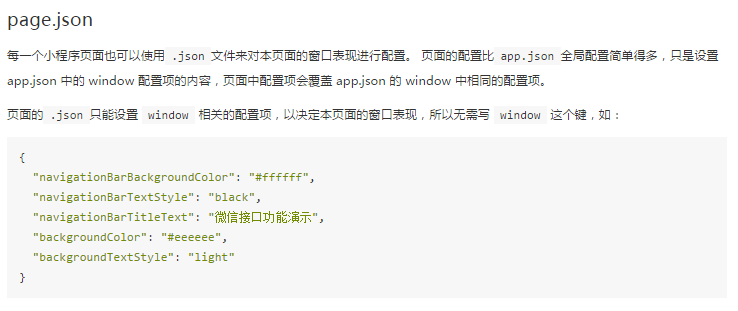 page.json
每一个小程序页面也可以使用 .json 文件来对本页面的窗口表现进行配置。 页面的配置比 app.json 全局配置简单得多，只是设置
app.json 中的 window 配置项的内容，页面中配置项会覆盖 app.json 的 window 中相同的配置项。
页面的 .json 只能设置 window 相关的配置项，以决定本页面的窗口表现，所以无需写 window 这个键，如：
{
  "navigationBarBackgroundColor": "#ffffff",
  "navigationBarTextStyle": "black",
  "navigationBarTitleText": "微信接口功能演示",
  "backgroundColor": "#eeeeee",
  "backgroundTextStyle": "light"
}